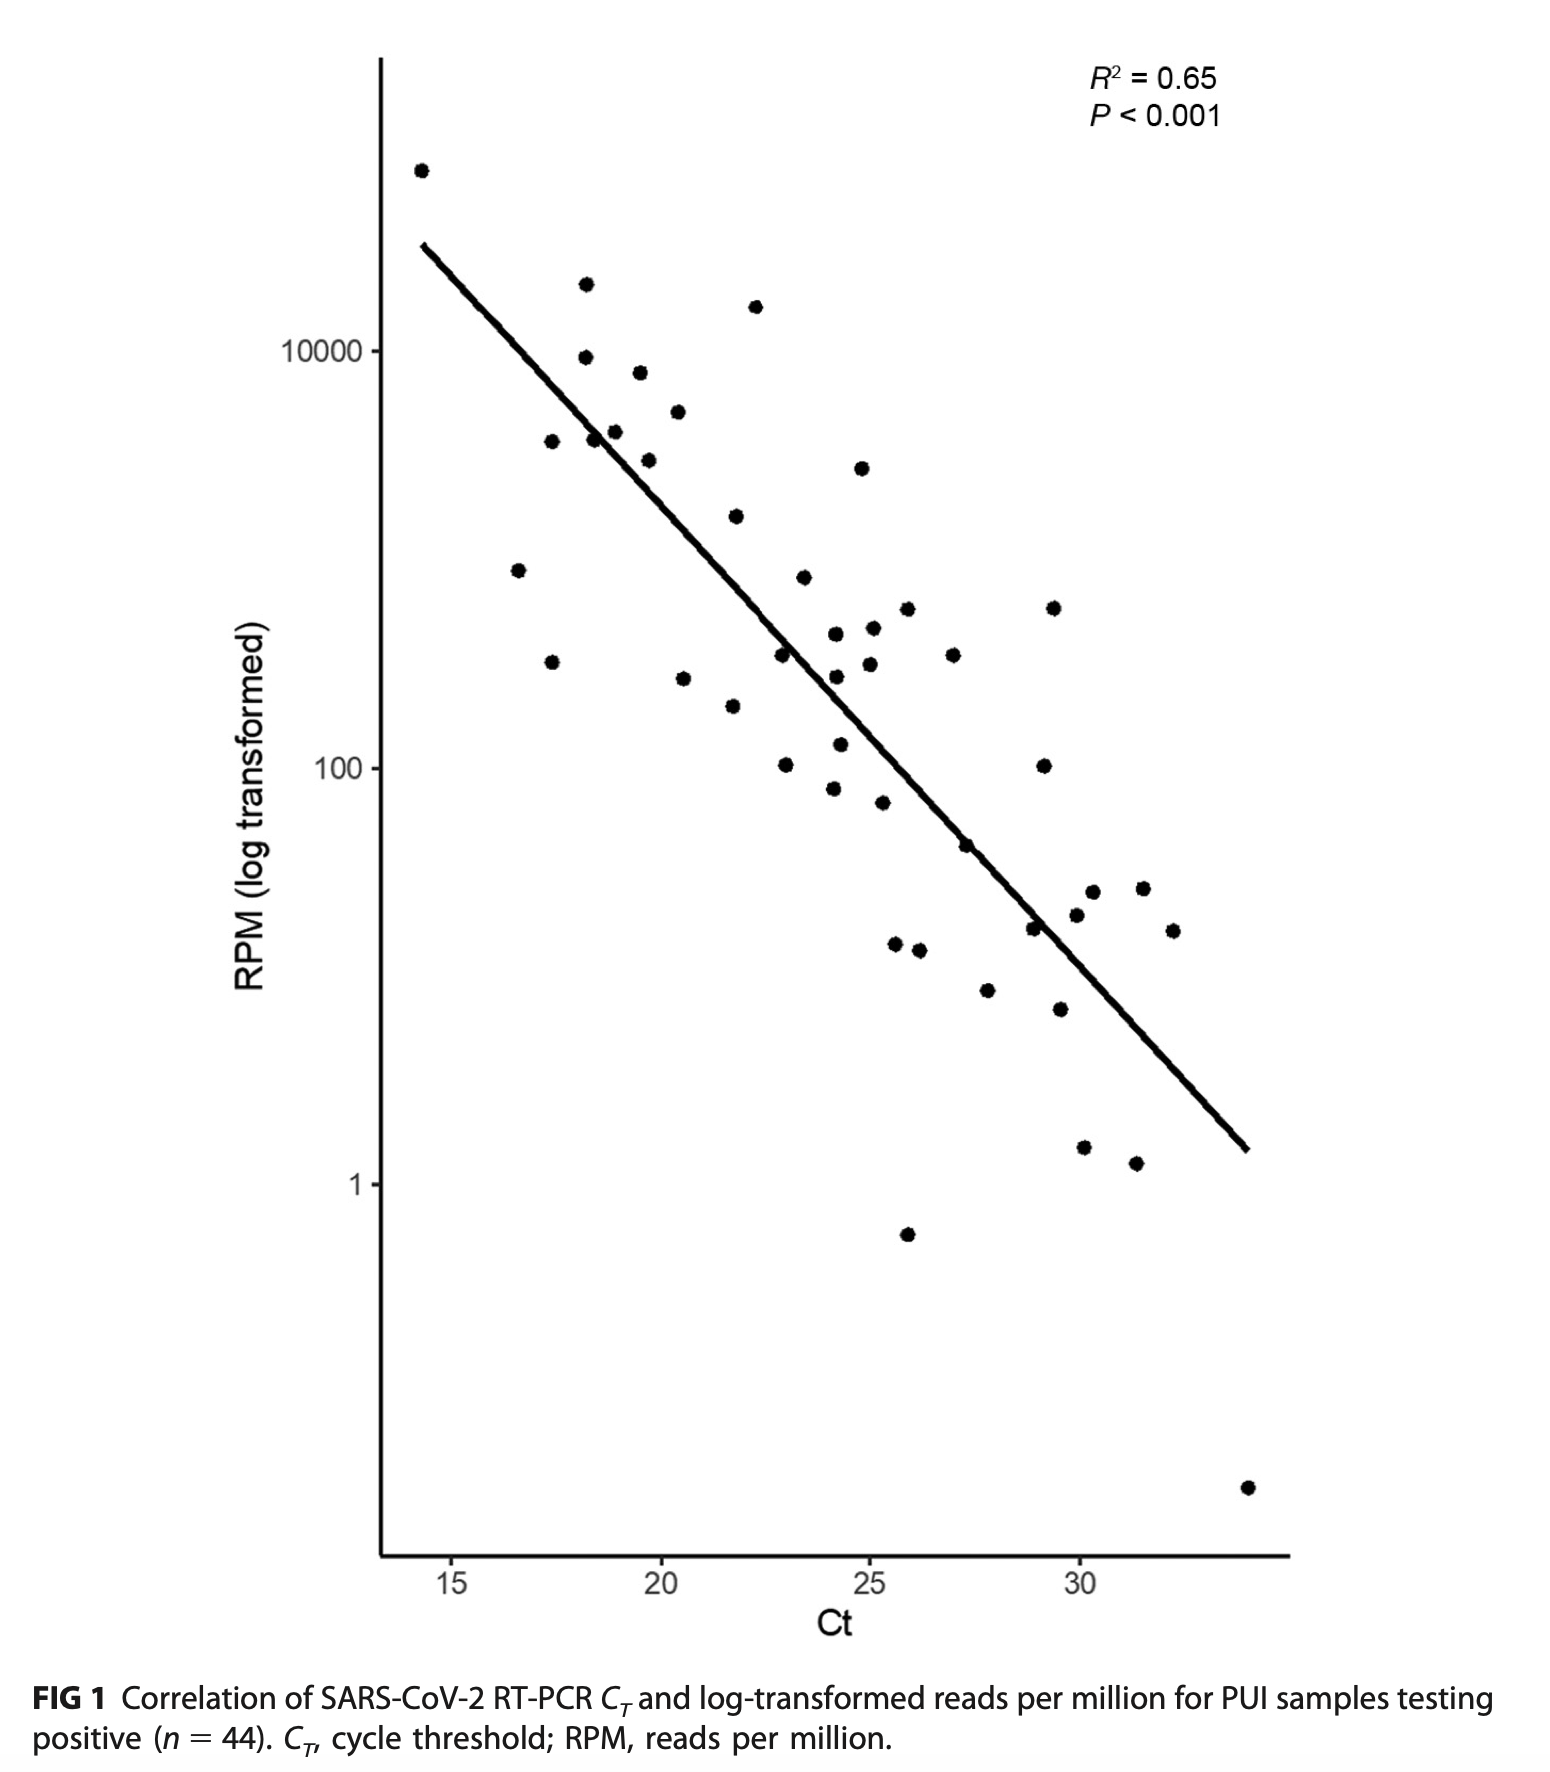 R² = 0.65
P < 0.001
10000
100
1
RPM (log transformed)
15 20 25 30
Ct
FIG 1 Correlation of SARS-CoV-2 RT-PCR CT and log-transformed reads per million for PUI samples testing
positive (n = 44). CT, cycle threshold; RPM, reads per million.